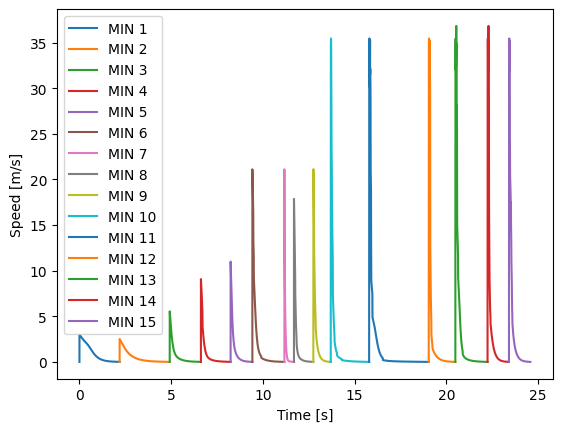 MIN 1
MIN 2
MIN 3
MIN 4
MIN 5
MIN 6
MIN 7
MIN 8
MIN 9
MIN 10
MIN 11
MIN 12
MIN 13
MIN 14
MIN 15
Speed [m/s]
35
30
25
20
15
10
5
0
0
5
10
15
20
25
Time [s]